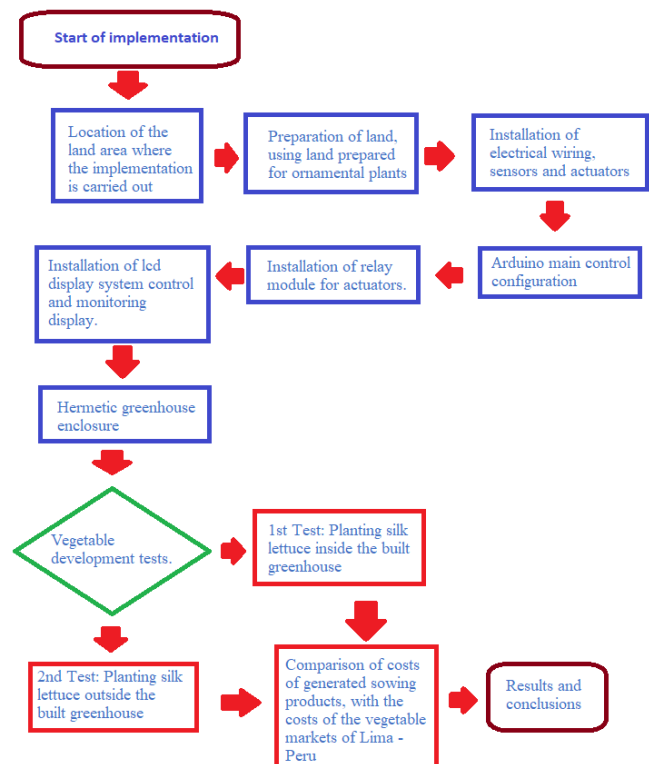 Start of implementation
Location of the
land area where
the implementation
is carried out
Preparation of land,
using land prepared
for ornamental plants
Installation of
electrical wiring,
sensors and actuators
Arduino main control
configuration
Installation of relay
module for actuators.
Installation of lcd
display system control
and monitoring
display.
Hermetic greenhouse
enclosure
Vegetable
development tests.
1st Test: Planting silk
lettuce inside the built
greenhouse
2nd Test: Planting silk
lettuce outside the
built greenhouse
Comparison of costs
of generated sowing
products, with the
costs of the vegetable
markets of Lima -
Peru
Results and
conclusions